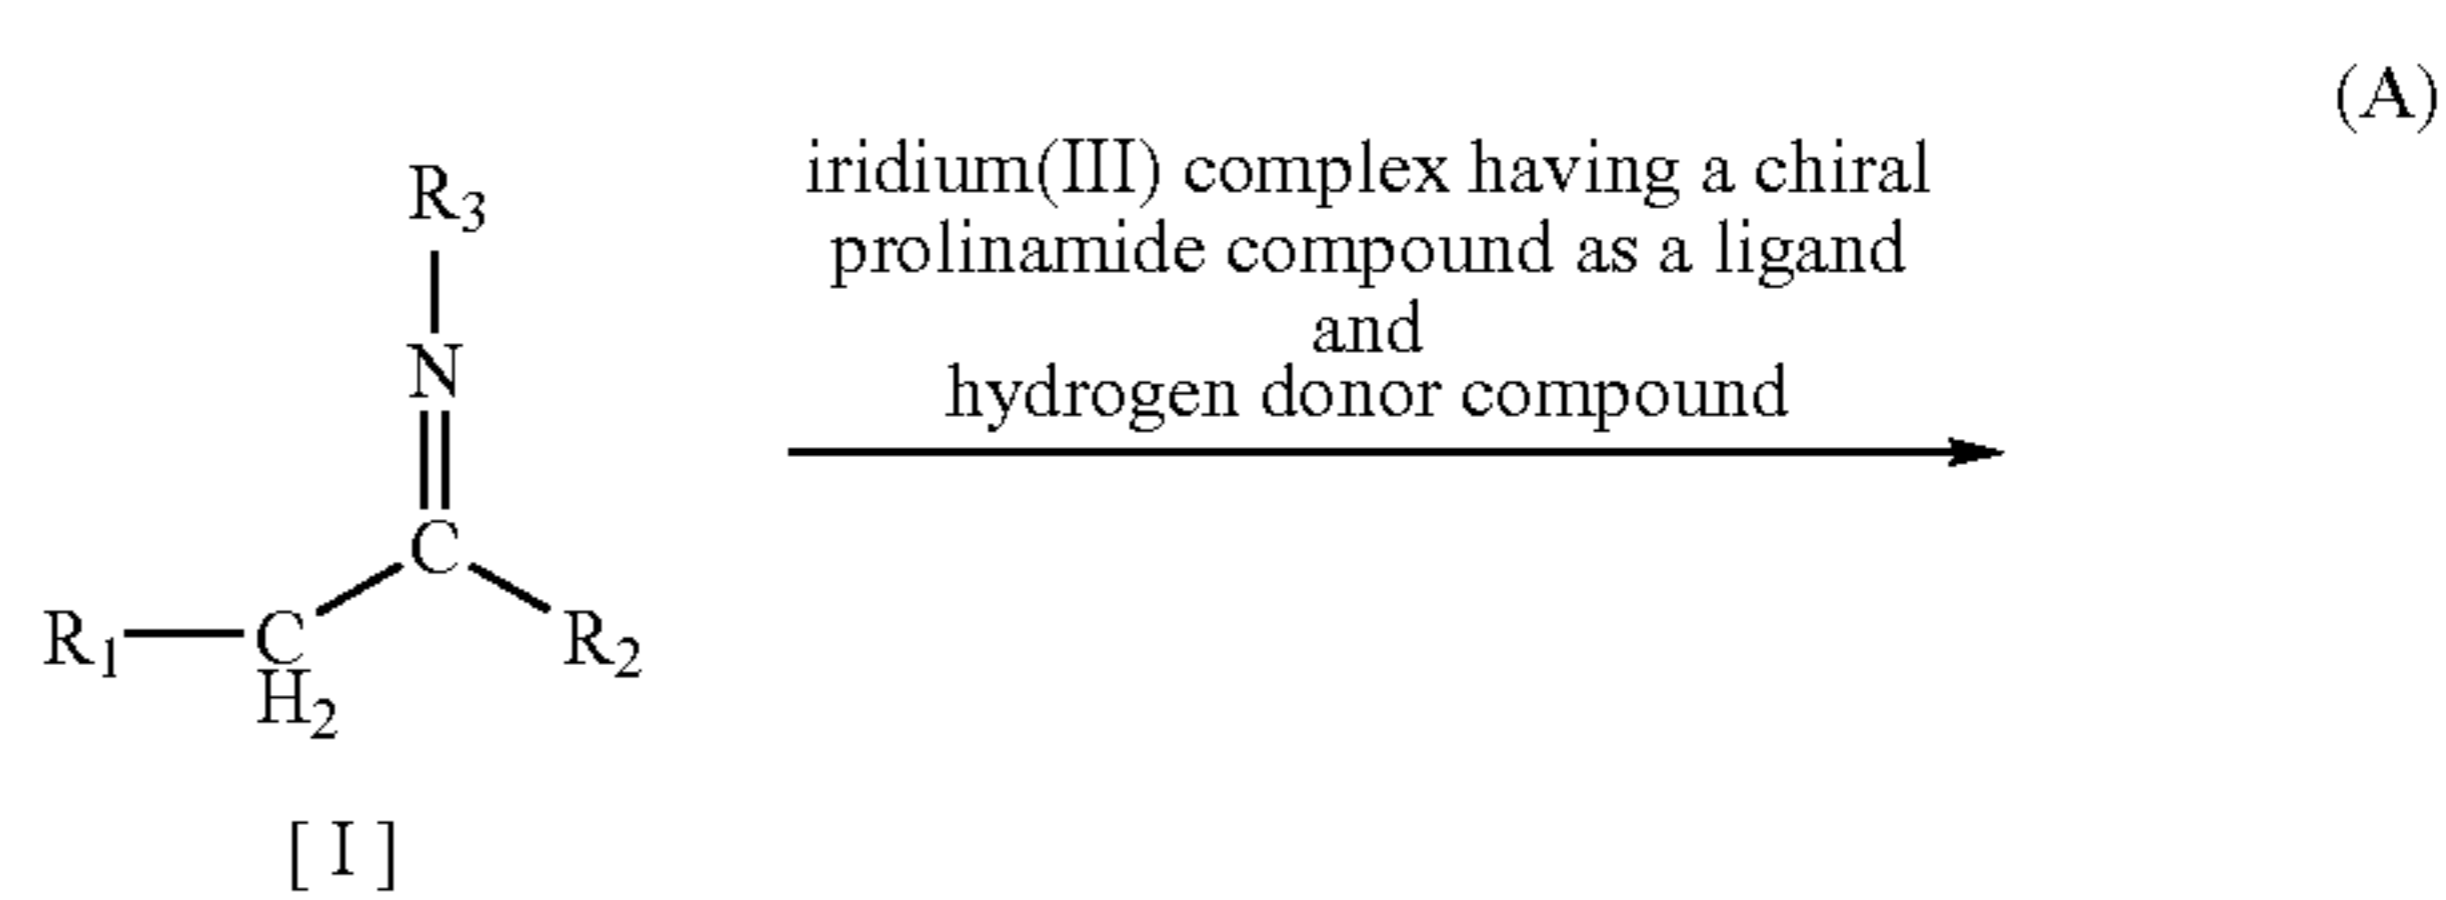 (A)
iridium(III) complex having a chiral
prolinamide compound as a ligand
and
hydrogen donor compound
R3
N
C
R1 C R2
H2
[ I ]